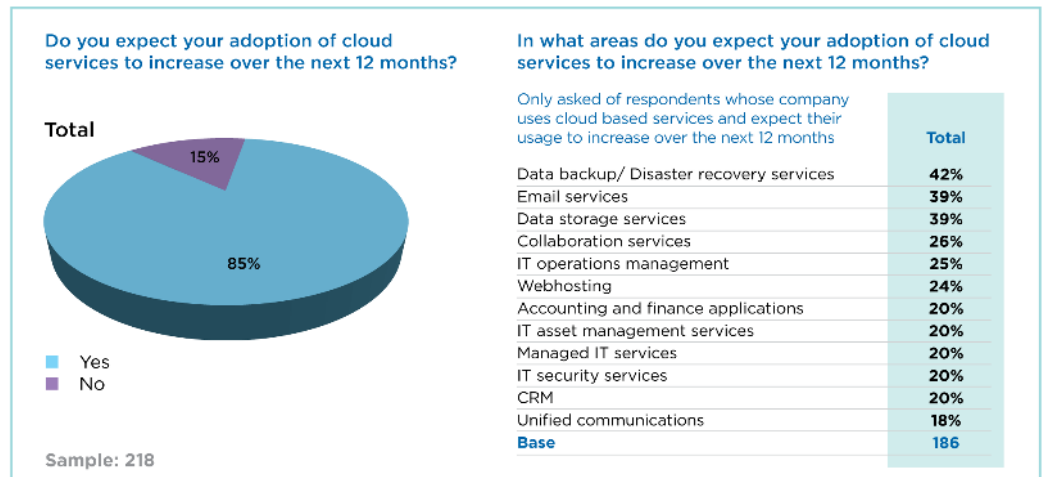 Do you expect your adoption of cloud
services to increase over the next 12 months?
Total
15%
85%
Yes
No
Sample: 218
In what areas do you expect your adoption of cloud
services to increase over the next 12 months?
Only asked of respondents whose company
uses cloud based services and expect their
usage to increase over the next 12 months
Total
Data backup/ Disaster recovery services 42%
Email services 39%
Data storage services 39%
Collaboration services 26%
IT operations management 25%
Webhosting 24%
Accounting and finance applications 20%
IT asset management services 20%
Managed IT services 20%
IT security services 20%
CRM 20%
Unified communications 18%
Base 186